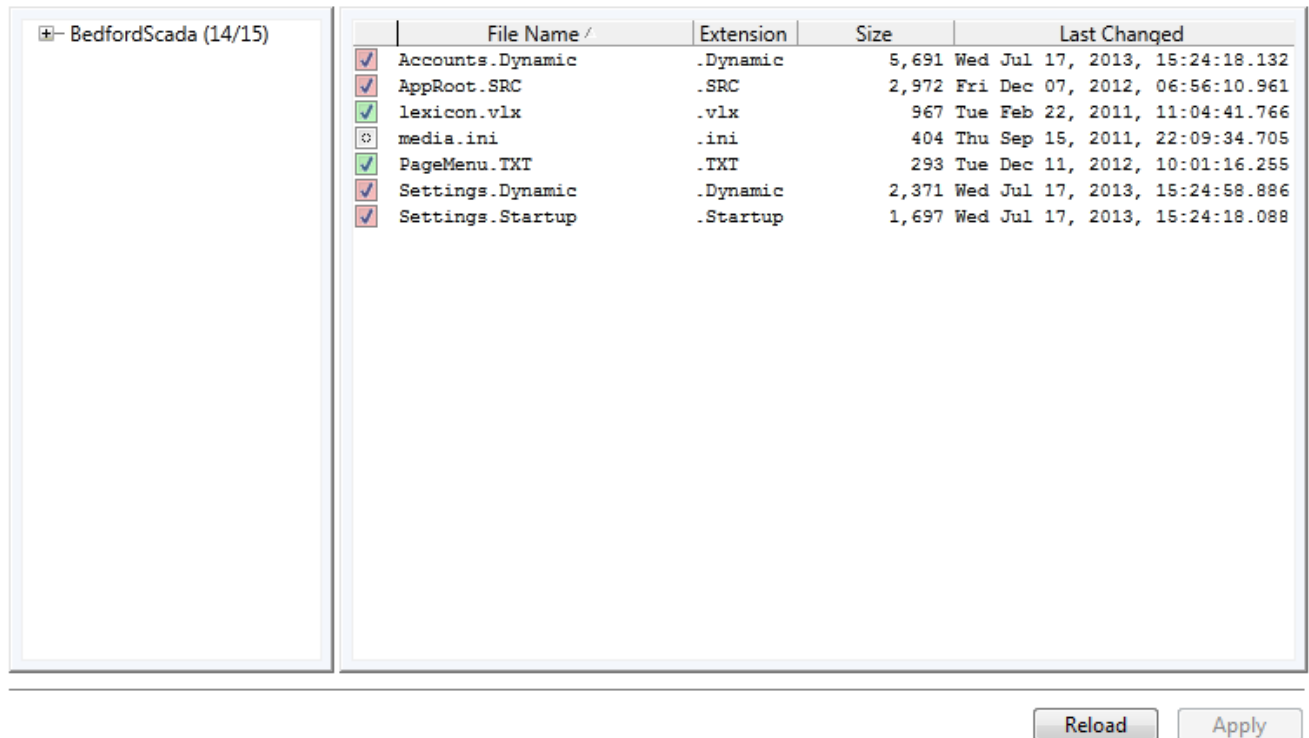 BedfordScada (14/15)
File Name Extension Size Last Changed
Accounts.Dynamic .Dynamic 5,691 Wed Jul 17, 2013, 15:24:18.132
AppRoot.SRC .SRC 2,972 Fri Dec 07, 2012, 06:56:10.961
lexicon.vlx .vlx 967 Tue Feb 22, 2011, 11:04:41.766
media.ini .ini 404 Thu Sep 15, 2011, 22:09:34.705
PageMenu.TXT .TXT 293 Tue Dec 11, 2012, 10:01:16.255
Settings.Dynamic .Dynamic 2,371 Wed Jul 17, 2013, 15:24:58.886
Settings.Startup .Startup 1,697 Wed Jul 17, 2013, 15:24:18.088
Reload Apply